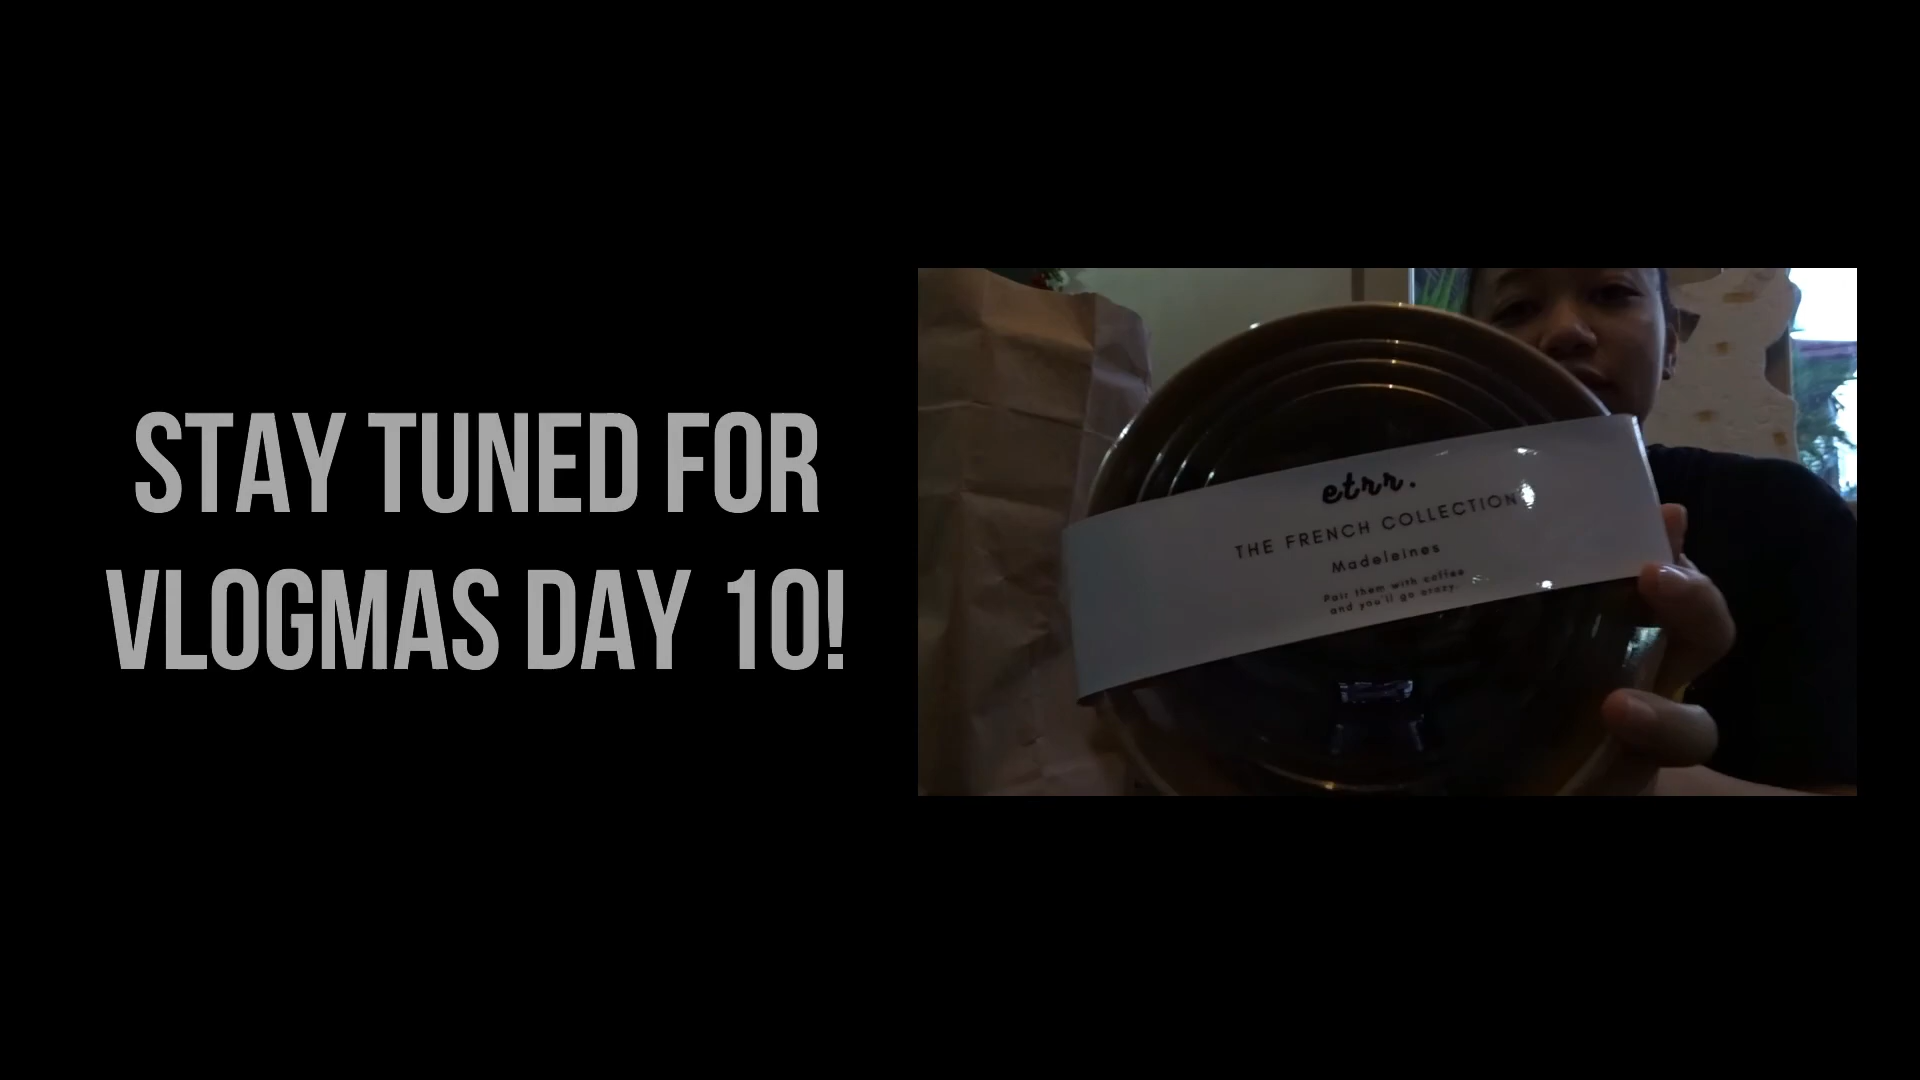 STAY TUNED FOR
VLOGMAS DAY 10!
etrr.
THE FRENCH COLLECTION
Madeleines
Pair them with coffee
and you'll go crazy.